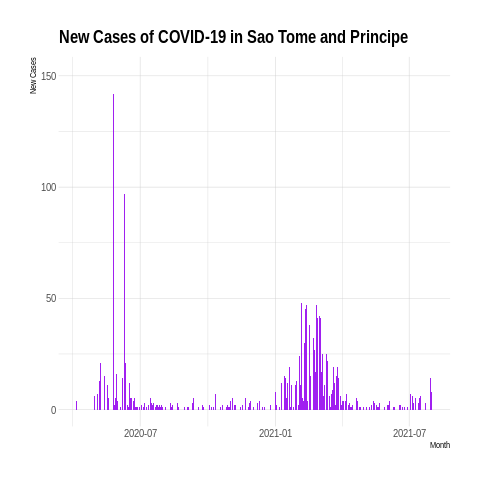 New Cases of COVID-19 in Sao Tome and Principe
New Cases
150
100
50
0
2020-07
2021-01
2021-07
Month